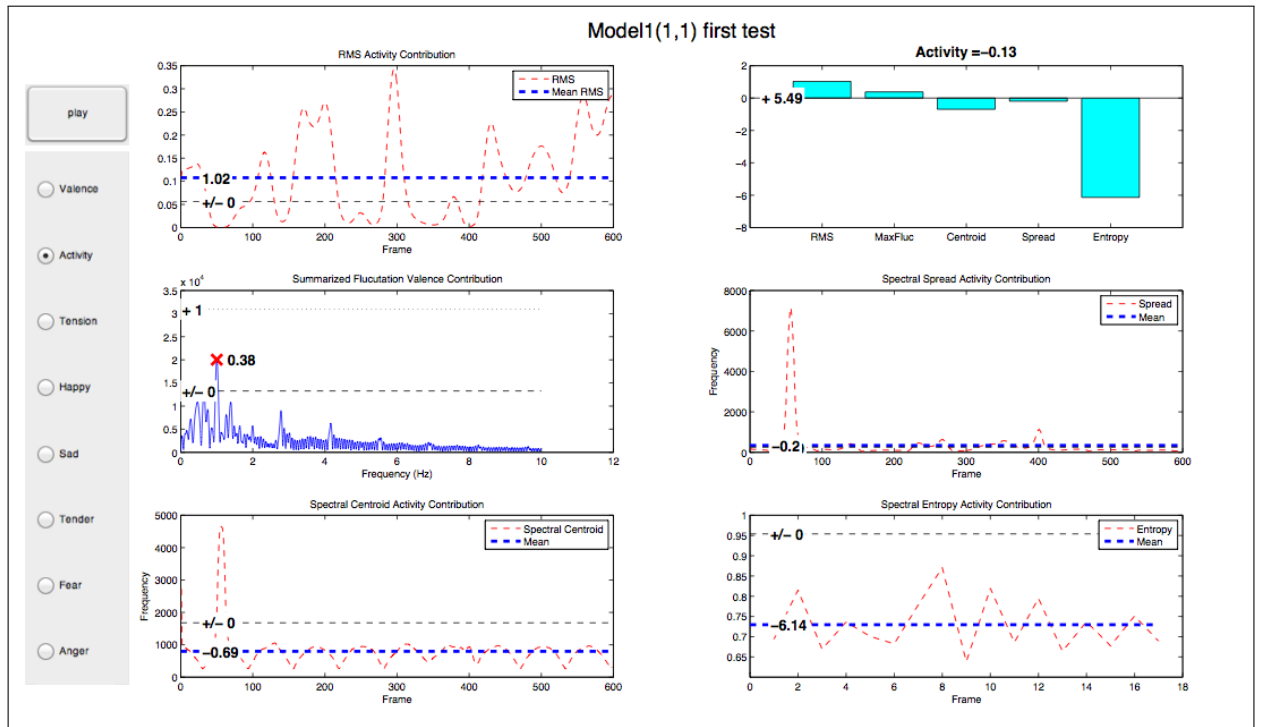 Model1(1,1) first test
play
Valence
Activity
Tension
Happy
Sad
Tender
Fear
Anger
RMS Activity Contribution
0.35
0.3
0.25
0.2
0.15
0.1
0.05
0
RMS
Mean RMS
1.02
+/− 0
0 100 200 300 400 500 600
Frame
Activity =−0.13
2
0
−2
−4
−6
−8
+ 5.49
RMS MaxFluc Centroid Spread Entropy
Summarized Flucutation Valence Contribution
x 10^4
3.5
3
2.5
2
1.5
1
0.5
0
+ 1
0.38
+/− 0
0 2 4 6 8 10 12
Frequency (Hz)
Spectral Spread Activity Contribution
8000
6000
4000
2000
0
Frequency
Spread
Mean
−0.2
0 100 200 300 400 500 600
Frame
Spectral Centroid Activity Contribution
5000
4000
3000
2000
1000
0
Frequency
Spectral Centroid
Mean
+/− 0
−0.69
0 100 200 300 400 500 600
Frame
Spectral Entropy Activity Contribution
1
0.95
0.9
0.85
0.8
0.75
0.7
0.65
Entropy
Mean
+/− 0
−6.14
0 2 4 6 8 10 12 14 16 18
Frame